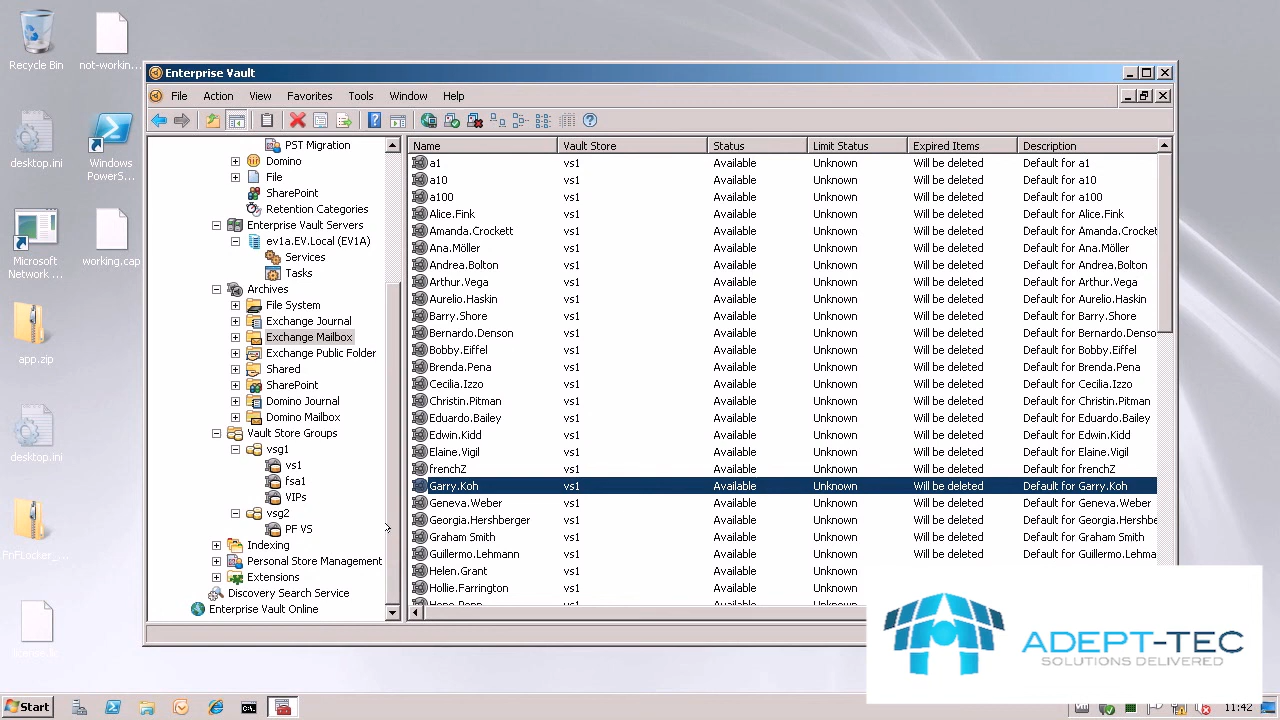 Recycle Bin
not-workin...
desktop.ini
Windows
PowerS...
Microsoft
Network ...
working.cap
app.zip
desktop.ini
Enterprise Vault
File Action View Favorites Tools Window Help
PST Migration
Domino
File
SharePoint
Retention Categories
Enterprise Vault Servers
ev1a.EV.Local (EV1A)
Services
Tasks
Archives
File System
Exchange Journal
Exchange Mailbox
Exchange Public Folder
Shared
SharePoint
Domino Journal
Domino Mailbox
Vault Store Groups
vsg1
vs1
fsa1
VIPs
vsg2
PF VS
Indexing
Personal Store Management
Extensions
Discovery Search Service
Enterprise Vault Online
Name Vault Store Status Limit Status Expired Items Description
a1 vs1 Available Unknown Will be deleted Default for a1
a10 vs1 Available Unknown Will be deleted Default for a10
a100 vs1 Available Unknown Will be deleted Default for a100
Alice.Fink vs1 Available Unknown Will be deleted Default for Alice.Fink
Amanda.Crockett vs1 Available Unknown Will be deleted Default for Amanda.Crockett
Ana.Möller vs1 Available Unknown Will be deleted Default for Ana.Möller
Andrea.Bolton vs1 Available Unknown Will be deleted Default for Andrea.Bolton
Arthur.Vega vs1 Available Unknown Will be deleted Default for Arthur.Vega
Aurelio.Haskin vs1 Available Unknown Will be deleted Default for Aurelio.Haskin
Barry.Shore vs1 Available Unknown Will be deleted Default for Barry.Shore
Bernardo.Denson vs1 Available Unknown Will be deleted Default for Bernardo.Denso
Bobby.Eiffel vs1 Available Unknown Will be deleted Default for Bobby.Eiffel
Brenda.Pena vs1 Available Unknown Will be deleted Default for Brenda.Pena
Cecilia.Izzo vs1 Available Unknown Will be deleted Default for Cecilia.Izzo
Christin.Pitman vs1 Available Unknown Will be deleted Default for Christin.Pitman
Eduardo.Bailey vs1 Available Unknown Will be deleted Default for Eduardo.Bailey
Edwin.Kidd vs1 Available Unknown Will be deleted Default for Edwin.Kidd
Elaine.Vigil vs1 Available Unknown Will be deleted Default for Elaine.Vigil
frenchZ vs1 Available Unknown Will be deleted Default for frenchZ
Garry.Koh vs1 Available Unknown Will be deleted Default for Garry.Koh
Geneva.Weber vs1 Available Unknown Will be deleted Default for Geneva.Weber
Georgia.Hershberger vs1 Available Unknown Will be deleted Default for Georgia.Hershbe
Graham Smith vs1 Available Unknown Will be deleted Default for Graham Smith
Guillermo.Lehmann vs1 Available Unknown Will be deleted Default for Guillermo.Lehma
Helen.Grant vs1 Available Unknown
Hollie.Farrington vs1 Available Unknown
ADEPT-TEC
SOLUTIONS DELIVERED
Start
11:42